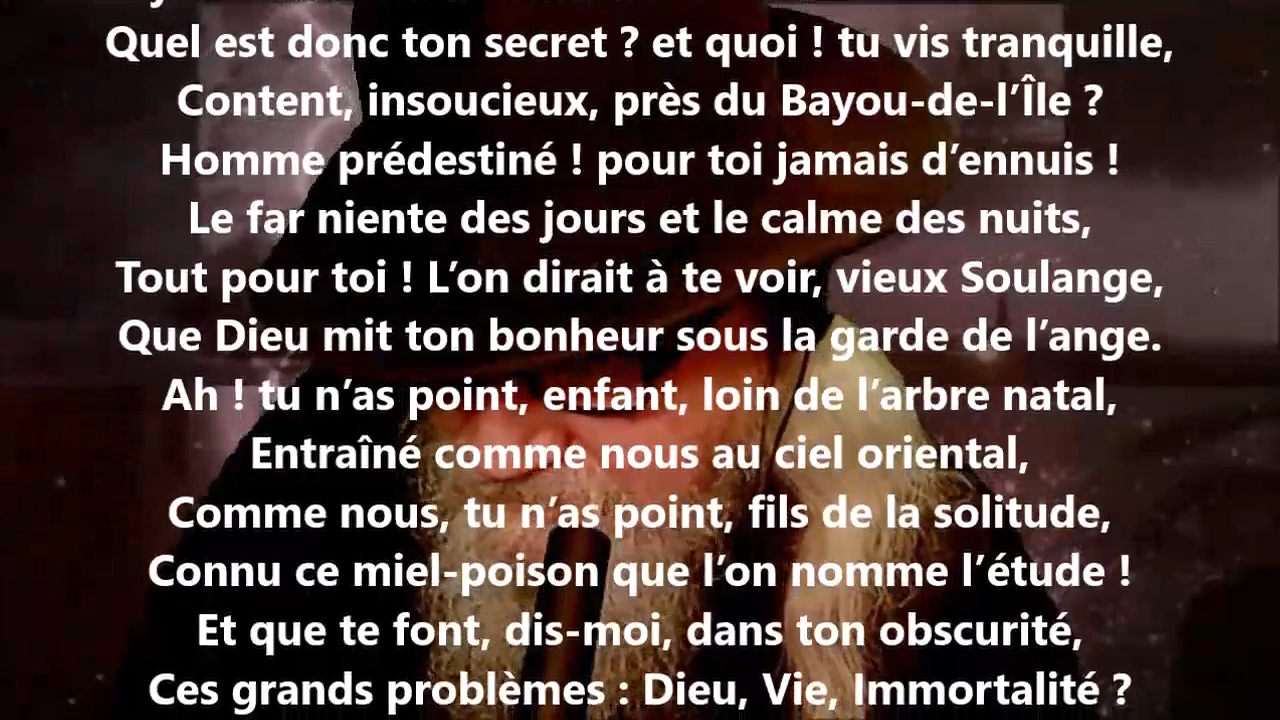 Quel est donc ton secret ? et quoi ! tu vis tranquille,
Content, insoucieux, près du Bayou-de-l’Île ?
Homme prédestiné ! pour toi jamais d’ennuis !
Le far niente des jours et le calme des nuits,
Tout pour toi ! L’on dirait à te voir, vieux Soulange,
Que Dieu mit ton bonheur sous la garde de l’ange.
Ah ! tu n’as point, enfant, loin de l’arbre natal,
Entraîné comme nous au ciel oriental,
Comme nous, tu n’as point, fils de la solitude,
Connu ce miel-poison que l’on nomme l’étude !
Et que te font, dis-moi, dans ton obscurité,
Ces grands problèmes : Dieu, Vie, Immortalité ?